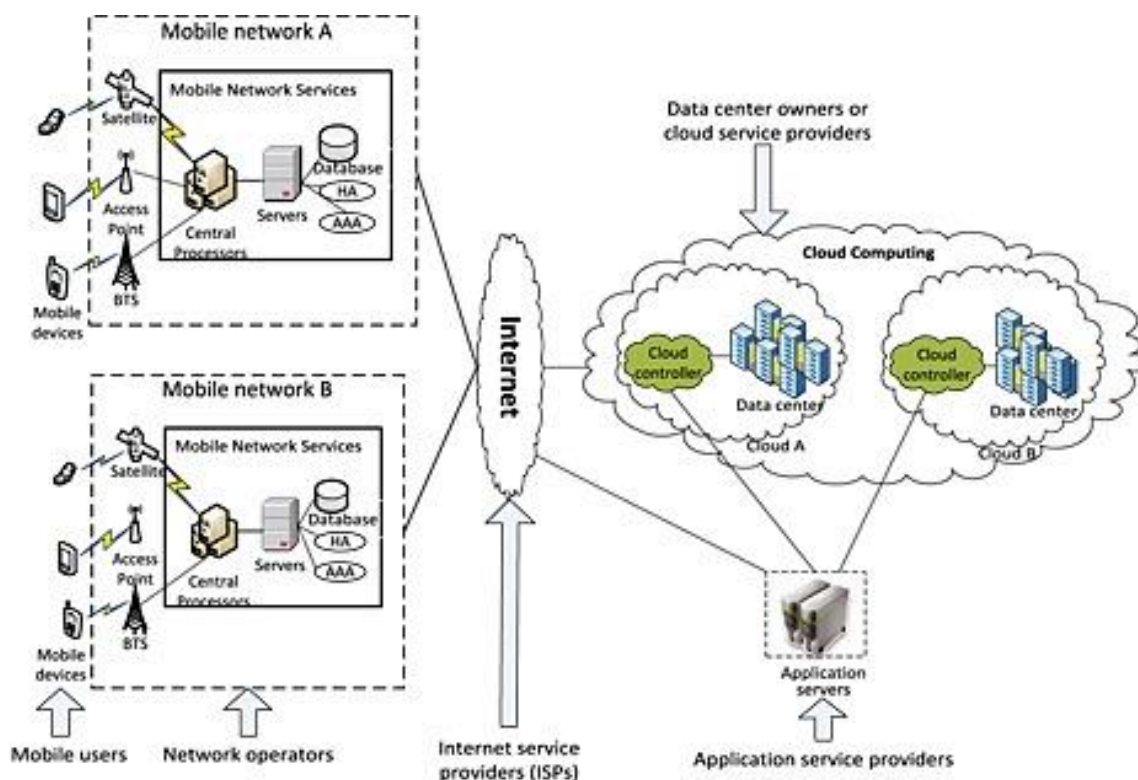 Mobile network A
Mobile Network Services
Satellite
Database
HA
AAA
Access
Point
Servers
Central
Processors
BTS
Mobile
devices
Mobile network B
Mobile Network Services
Satellite
Database
HA
AAA
Access
Point
Servers
Central
Processors
BTS
Mobile
devices
Mobile users
Network operators
Internet
Internet service
providers (ISPs)
Data center owners or
cloud service providers
Cloud Computing
Cloud
controller
Data center
Cloud A
Cloud
controller
Data center
Cloud B
Application
servers
Application service providers